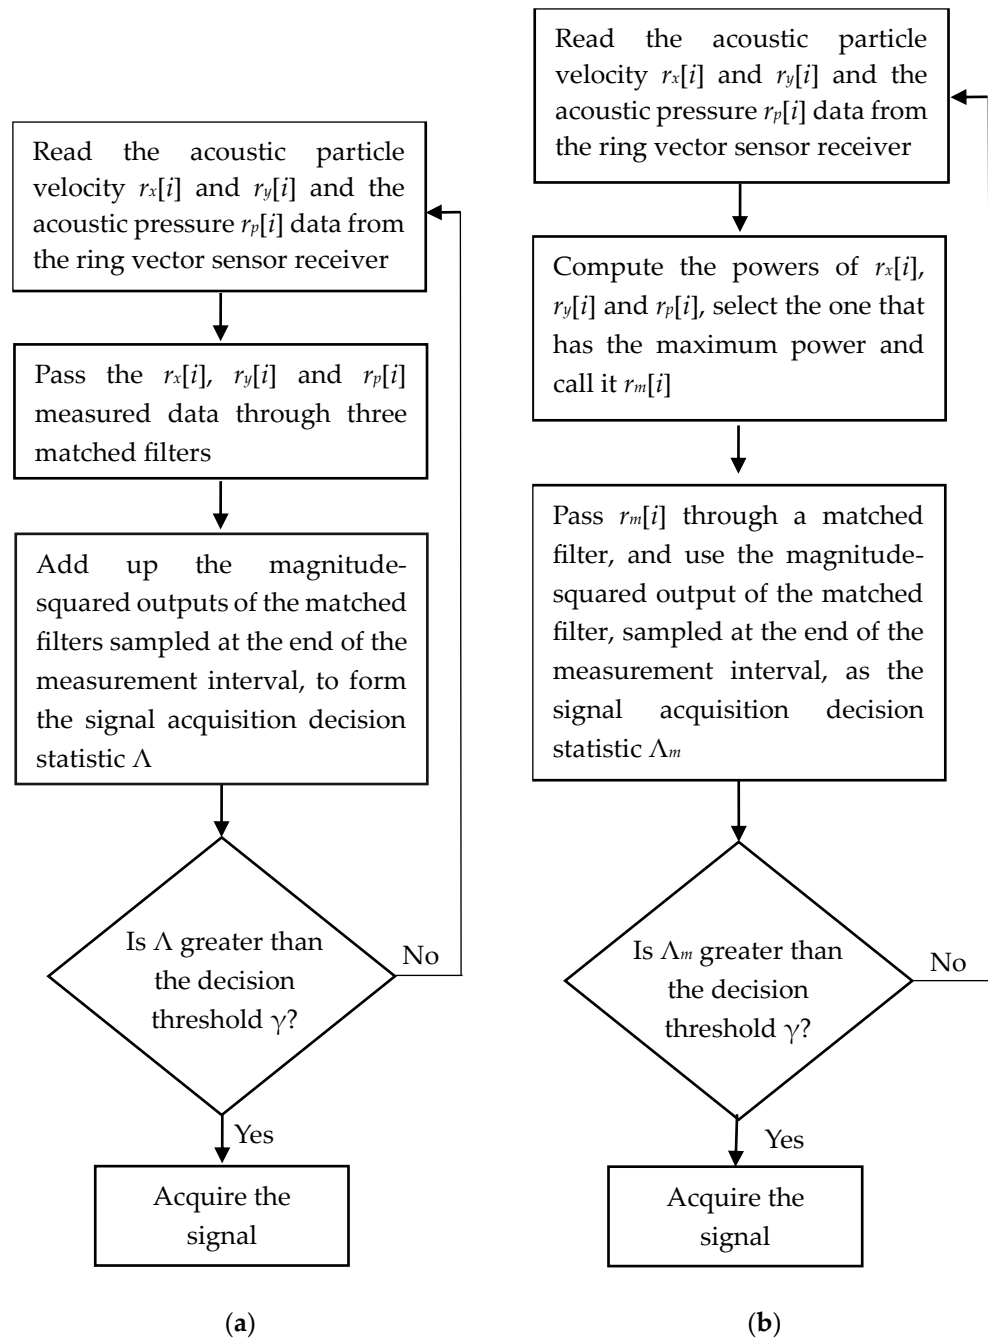 Read the acoustic particle
velocity rx[i] and ry[i] and the
acoustic pressure rp[i] data from
the ring vector sensor receiver
Pass the rx[i], ry[i] and rp[i]
measured data through three
matched filters
Add up the magnitude-
squared outputs of the matched
filters sampled at the end of the
measurement interval, to form
the signal acquisition decision
statistic Λ
Is Λ greater than
the decision
threshold γ?
No
Yes
Acquire the
signal
(a)
Read the acoustic particle
velocity rx[i] and ry[i] and the
acoustic pressure rp[i] data from
the ring vector sensor receiver
Compute the powers of rx[i],
ry[i] and rp[i], select the one that
has the maximum power and
call it rm[i]
Pass rm[i] through a matched
filter, and use the magnitude-
squared output of the matched
filter, sampled at the end of the
measurement interval, as the
signal acquisition decision
statistic Λm
Is Λm greater than
the decision
threshold γ?
No
Yes
Acquire the
signal
(b)